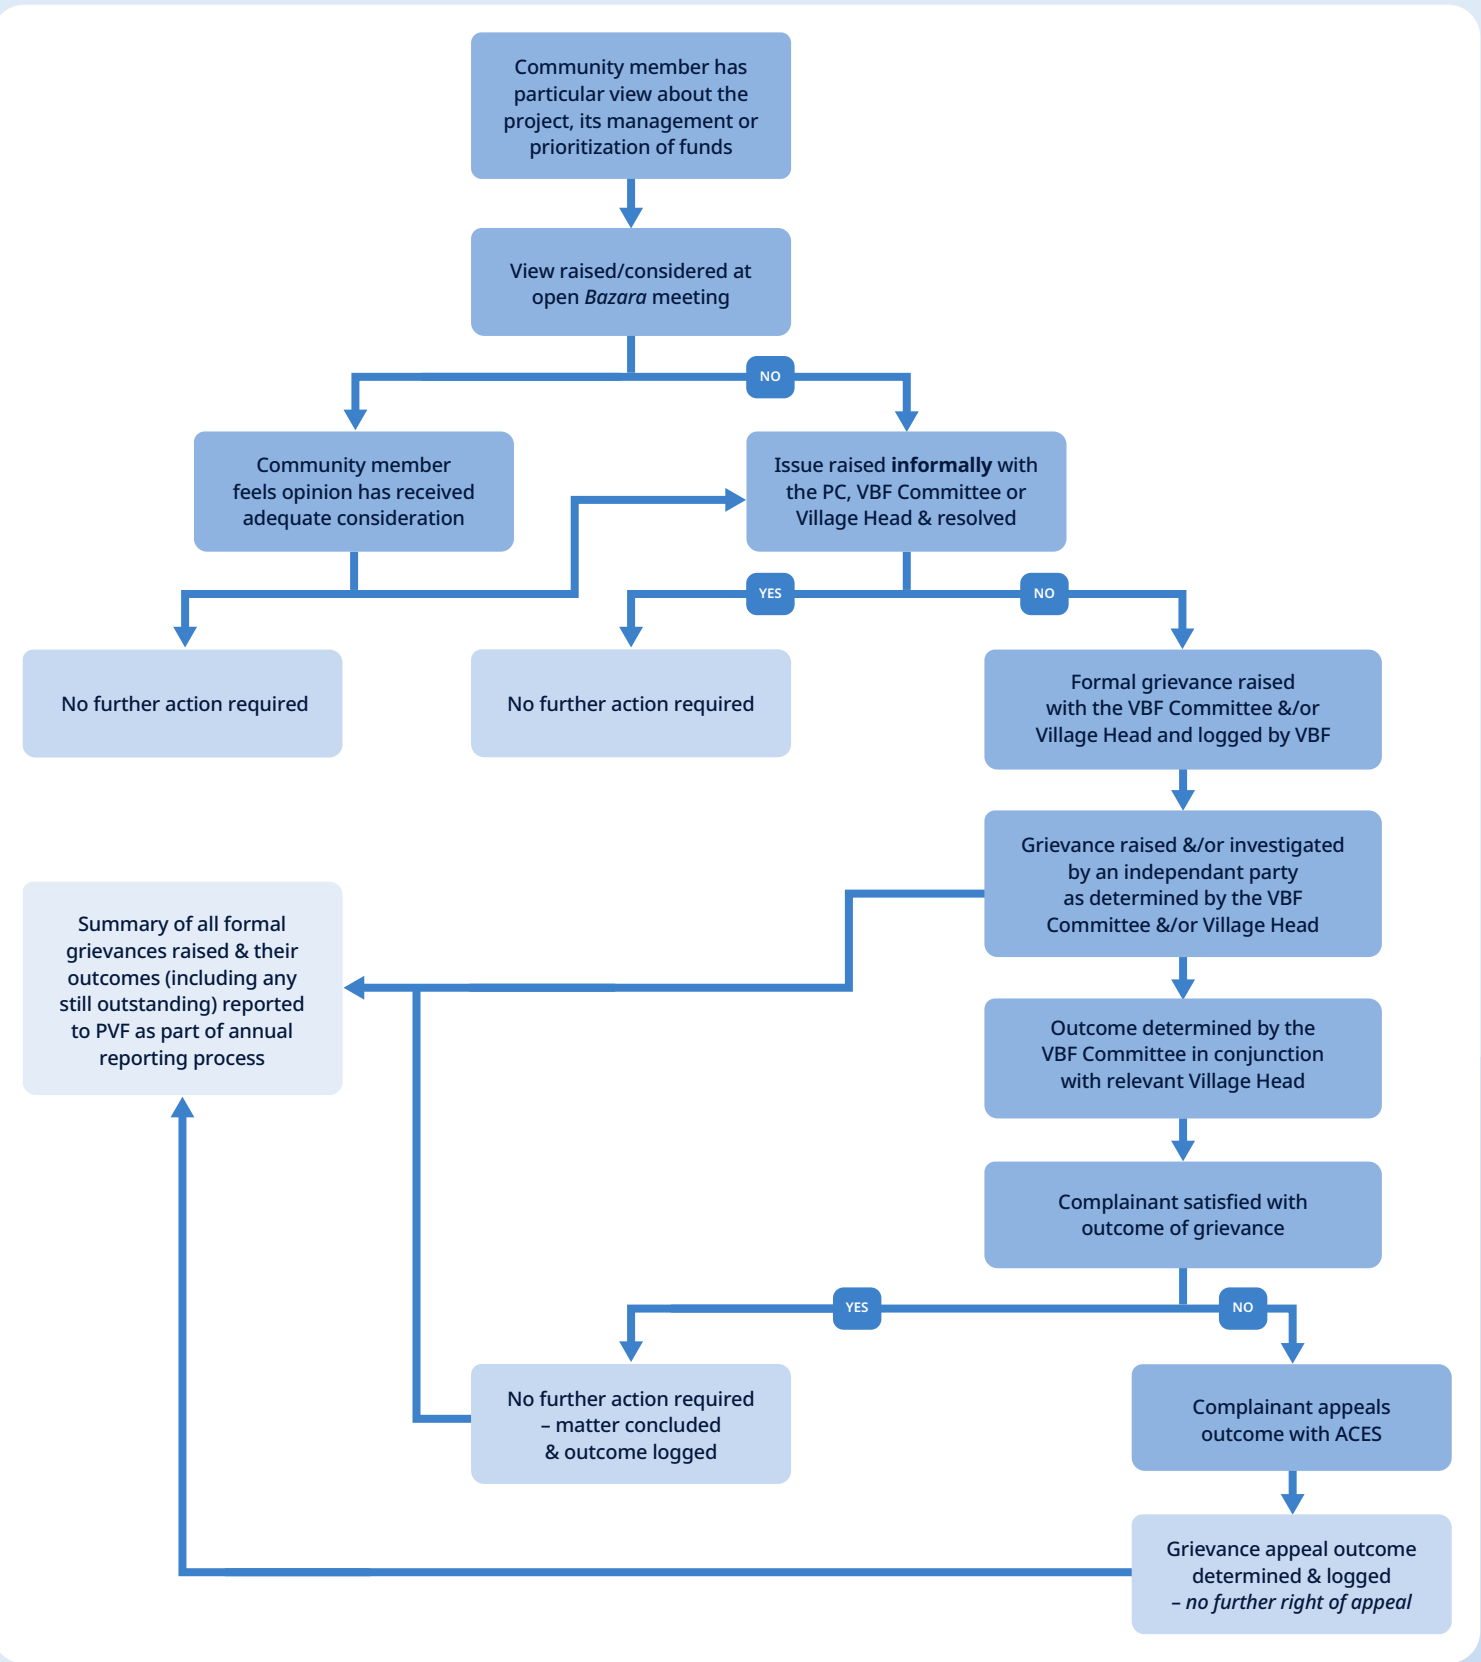 Community member has
particular view about the
project, its management or
prioritization of funds
View raised/considered at
open Bazara meeting
NO
Community member
feels opinion has received
adequate consideration
Issue raised informally with
the PC, VBF Committee or
Village Head & resolved
YES
NO
No further action required
No further action required
Formal grievance raised
with the VBF Committee &/or
Village Head and logged by VBF
Grievance raised &/or investigated
by an independant party
as determined by the VBF
Committee &/or Village Head
Summary of all formal
grievances raised & their
outcomes (including any
still outstanding) reported
to PVF as part of annual
reporting process
Outcome determined by the
VBF Committee in conjunction
with relevant Village Head
Complainant satisfied with
outcome of grievance
YES
NO
No further action required
– matter concluded
& outcome logged
Complainant appeals
outcome with ACES
Grievance appeal outcome
determined & logged
– no further right of appeal